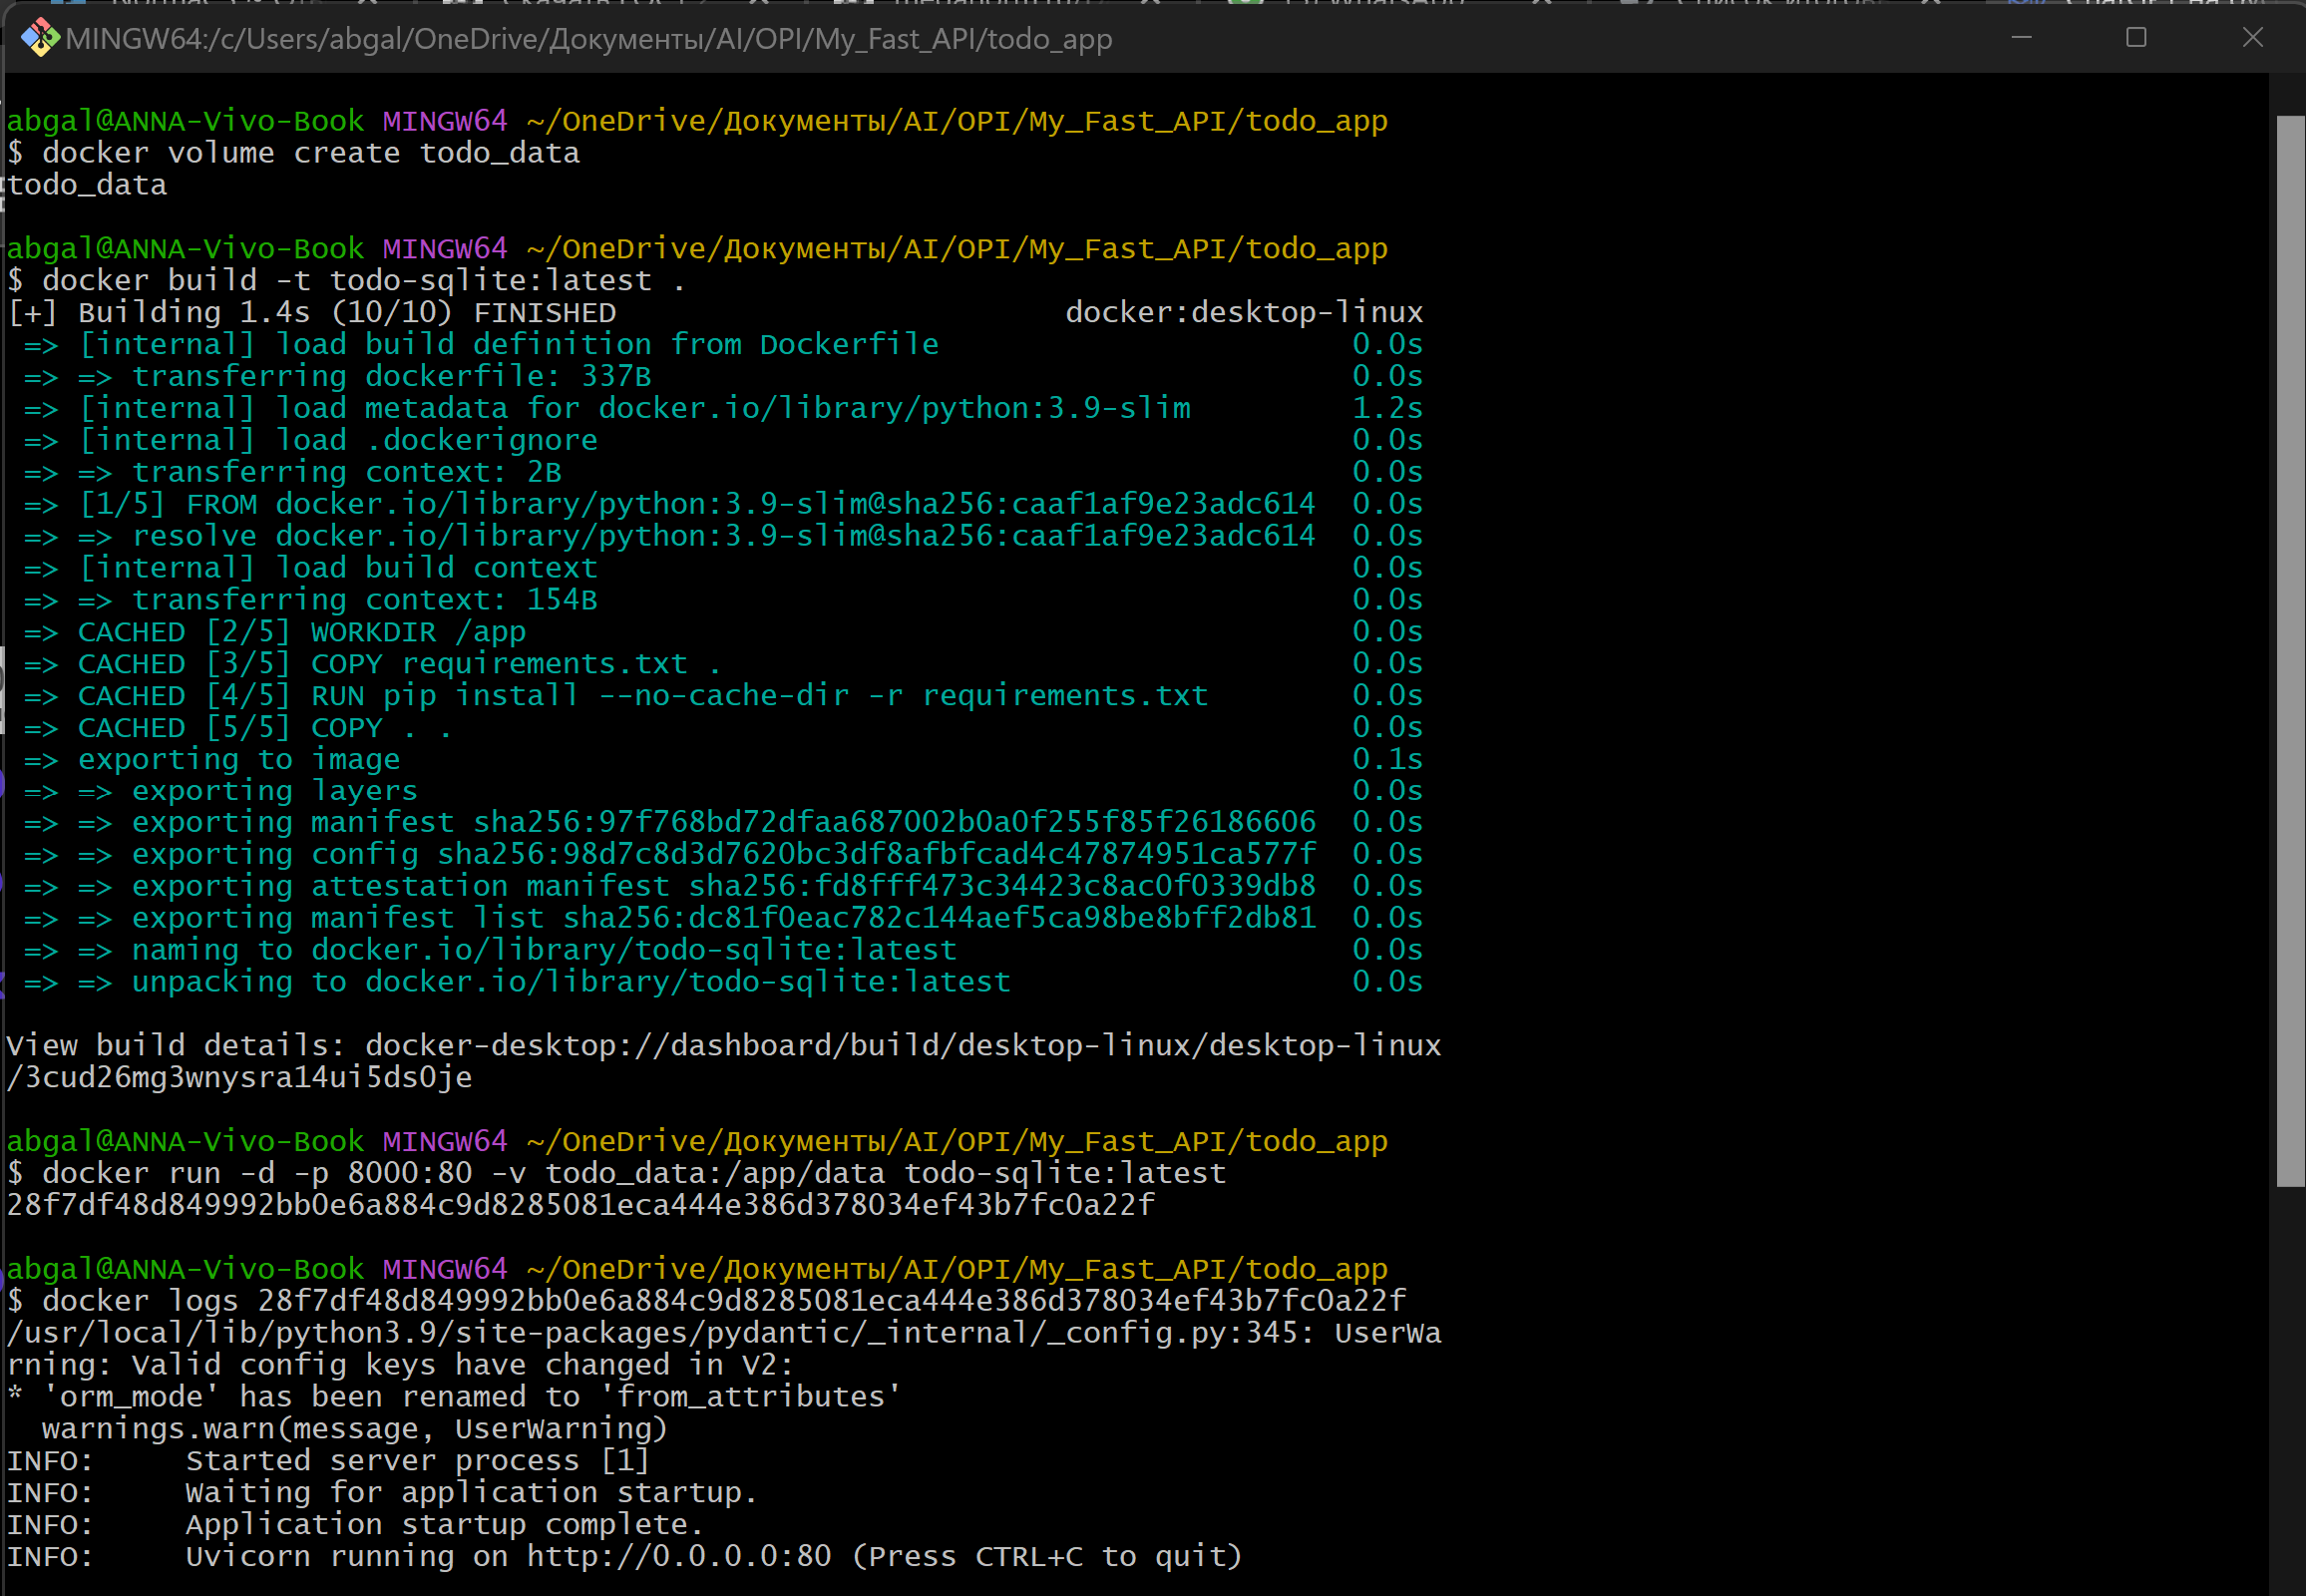 MINGW64:/c/Users/abgal/OneDrive/Документы/AI/OPI/My_Fast_API/todo_app
abgal@ANNA-Vivo-Book MINGW64 ~/OneDrive/Документы/AI/OPI/My_Fast_API/todo_app
$ docker volume create todo_data
todo_data
abgal@ANNA-Vivo-Book MINGW64 ~/OneDrive/Документы/AI/OPI/My_Fast_API/todo_app
$ docker build -t todo-sqlite:latest .
[+] Building 1.4s (10/10) FINISHED docker:desktop-linux
=> [internal] load build definition from Dockerfile 0.0s
=> => transferring dockerfile: 337B 0.0s
=> [internal] load metadata for docker.io/library/python:3.9-slim 1.2s
=> [internal] load .dockerignore 0.0s
=> => transferring context: 2B 0.0s
=> [1/5] FROM docker.io/library/python:3.9-slim@sha256:caaf1af9e23adc614 0.0s
=> => resolve docker.io/library/python:3.9-slim@sha256:caaf1af9e23adc614 0.0s
=> [internal] load build context 0.0s
=> => transferring context: 154B 0.0s
=> CACHED [2/5] WORKDIR /app 0.0s
=> CACHED [3/5] COPY requirements.txt . 0.0s
=> CACHED [4/5] RUN pip install --no-cache-dir -r requirements.txt 0.0s
=> CACHED [5/5] COPY . . 0.0s
=> exporting to image 0.1s
=> => exporting layers 0.0s
=> => exporting manifest sha256:97f768bd72dfaa687002b0a0f255f85f26186606 0.0s
=> => exporting config sha256:98d7c8d3d7620bc3df8afbfcad4c47874951ca577f 0.0s
=> => exporting attestation manifest sha256:fd8fff473c34423c8ac0f0339db8 0.0s
=> => exporting manifest list sha256:dc81f0eac782c144aef5ca98be8bff2db81 0.0s
=> => naming to docker.io/library/todo-sqlite:latest 0.0s
=> => unpacking to docker.io/library/todo-sqlite:latest 0.0s
View build details: docker-desktop://dashboard/build/desktop-linux/desktop-linux
/3cud26mg3wnysra14ui5ds0je
abgal@ANNA-Vivo-Book MINGW64 ~/OneDrive/Документы/AI/OPI/My_Fast_API/todo_app
$ docker run -d -p 8000:80 -v todo_data:/app/data todo-sqlite:latest
28f7df48d849992bb0e6a884c9d8285081eca444e386d378034ef43b7fc0a22f
abgal@ANNA-Vivo-Book MINGW64 ~/OneDrive/Документы/AI/OPI/My_Fast_API/todo_app
$ docker logs 28f7df48d849992bb0e6a884c9d8285081eca444e386d378034ef43b7fc0a22f
/usr/local/lib/python3.9/site-packages/pydantic/_internal/_config.py:345: UserWa
rning: Valid config keys have changed in V2:
* 'orm_mode' has been renamed to 'from_attributes'
warnings.warn(message, UserWarning)
INFO: Started server process [1]
INFO: Waiting for application startup.
INFO: Application startup complete.
INFO: Uvicorn running on http://0.0.0.0:80 (Press CTRL+C to quit)